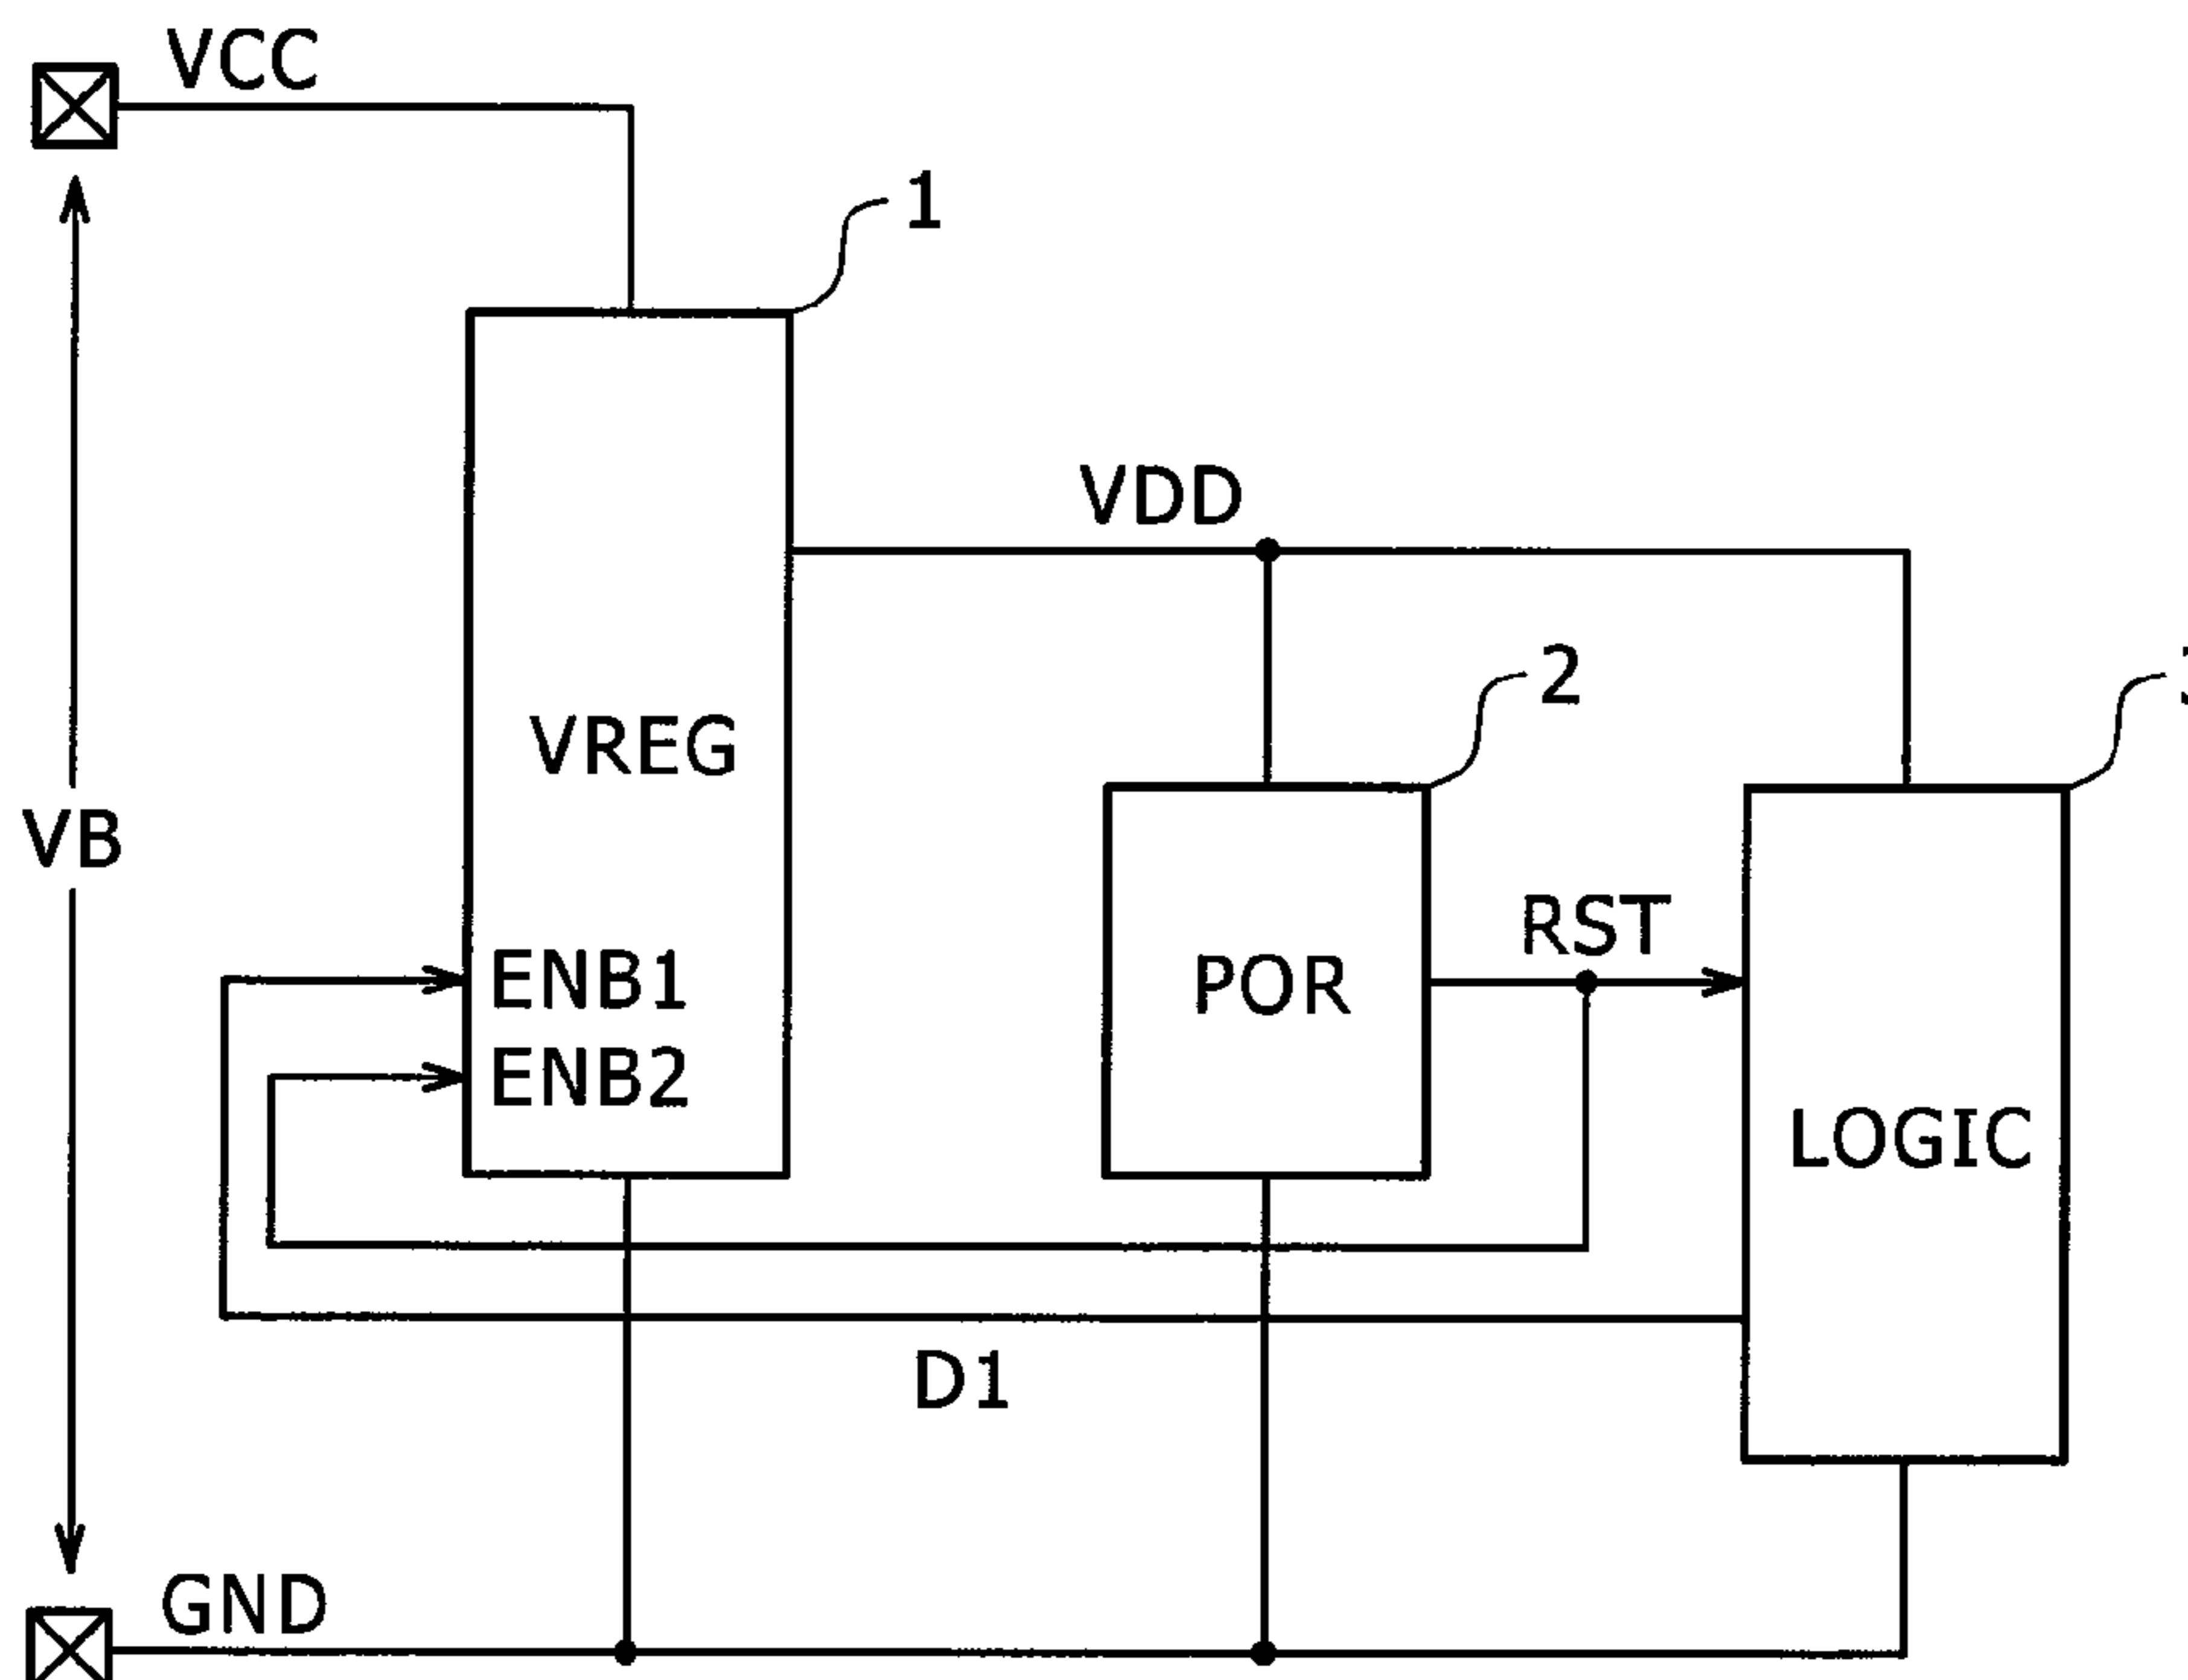 VCC
1
VDD
2
VREG
VB
RST
ENB1
POR
ENB2
LOGIC
D1
GND